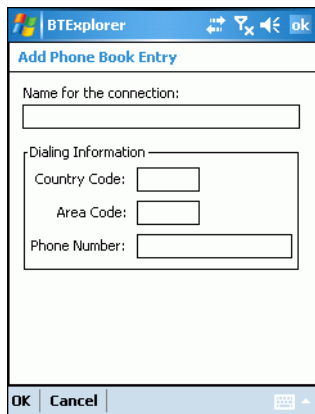 BTExplorer ok
Add Phone Book Entry
Name for the connection:
Dialing Information
Country Code:
Area Code:
Phone Number:
OK Cancel